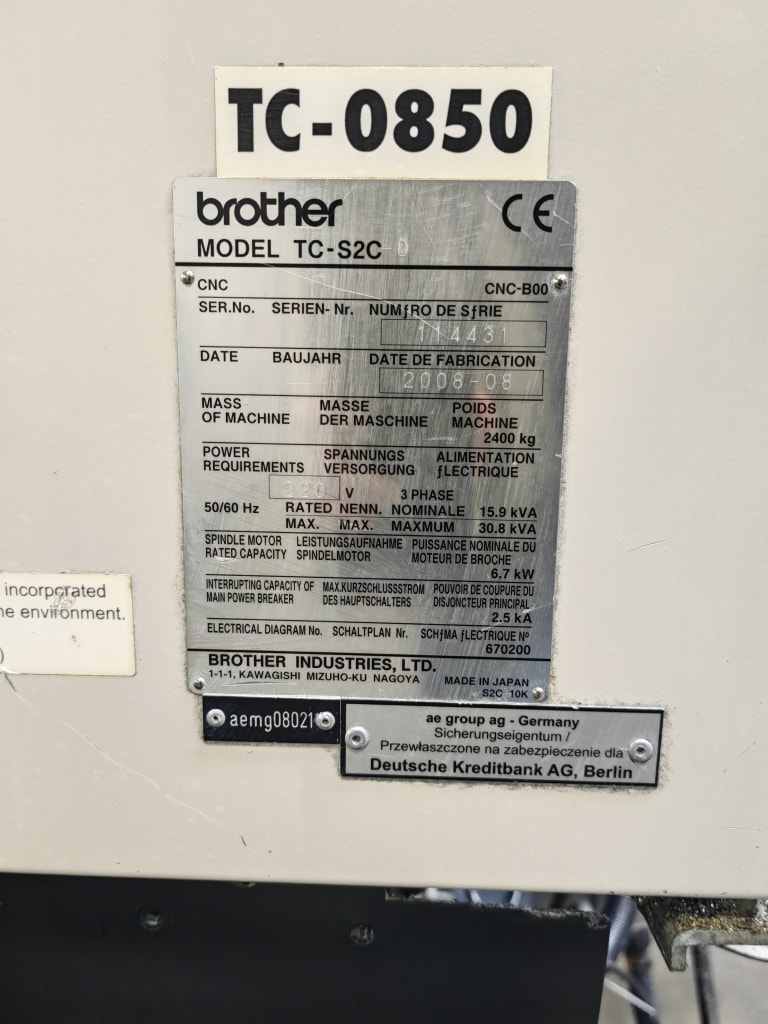 TC-0850
brother CE
MODEL TC-S2C 0
CNC CNC-B00
SER.No. SERIEN- Nr. NUMƒRO DE SƒRIE
114431
DATE BAUJAHR DATE DE FABRICATION
2008-08
MASS MASSE POIDS
OF MACHINE DER MASCHINE MACHINE
2400 kg
POWER SPANNUNGS ALIMENTATION
REQUIREMENTS VERSORGUNG ƒLECTRIQUE
220 V 3 PHASE
50/60 Hz RATED NENN. NOMINALE 15.9 kVA
MAX. MAX. MAXMUM 30.8 kVA
SPINDLE MOTOR LEISTUNGSAUFNAHME PUISSANCE NOMINALE DU
RATED CAPACITY SPINDELMOTOR MOTEUR DE BROCHE
6.7 kW
INTERRUPTING CAPACITY OF MAX.KURZSCHLUSSTROM POUVOIR DE COUPURE DU
MAIN POWER BREAKER DES HAUPTSCHALTERS DISJONCTEUR PRINCIPAL
2.5 kA
ELECTRICAL DIAGRAM No. SCHALTPLAN Nr. SCHƒMA ƒLECTRIQUE Nº
670200
BROTHER INDUSTRIES, LTD.
1-1-1, KAWAGISHI MIZUHO-KU NAGOYA MADE IN JAPAN
S2C 10K
incorporated
ne environment.
)
aemg08021
ae group ag - Germany
Sicherungseigentum /
Przewłaszczone na zabezpieczenie dla
Deutsche Kreditbank AG, Berlin